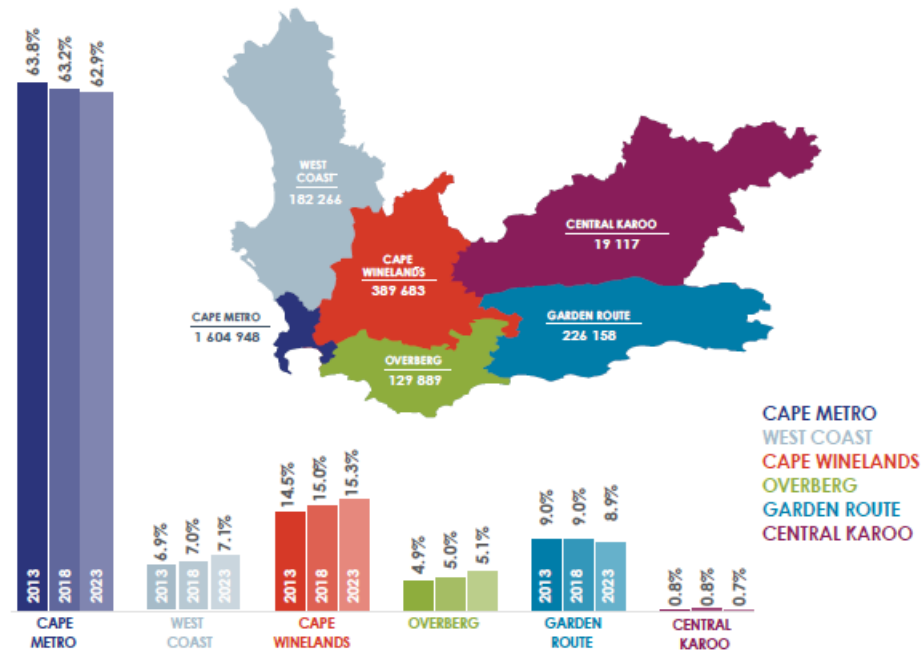 63.8%
63.2%
62.9%
WEST
COAST
182 266
CENTRAL KAROO
19 117
CAPE
WINELANDS
389 683
CAPE METRO
1 604 948
GARDEN ROUTE
226 158
OVERBERG
129 889
CAPE METRO
WEST COAST
CAPE WINELANDS
OVERBERG
GARDEN ROUTE
CENTRAL KAROO
6.9%
7.0%
7.1%
14.5%
15.0%
15.3%
4.9%
5.0%
5.1%
9.0%
9.0%
8.9%
0.8%
0.8%
0.7%
2013
2018
2023
2013
2018
2023
2013
2018
2023
2013
2018
2023
2013
2018
2023
CAPE
METRO
WEST
COAST
CAPE
WINELANDS
OVERBERG
GARDEN
ROUTE
CENTRAL
KAROO